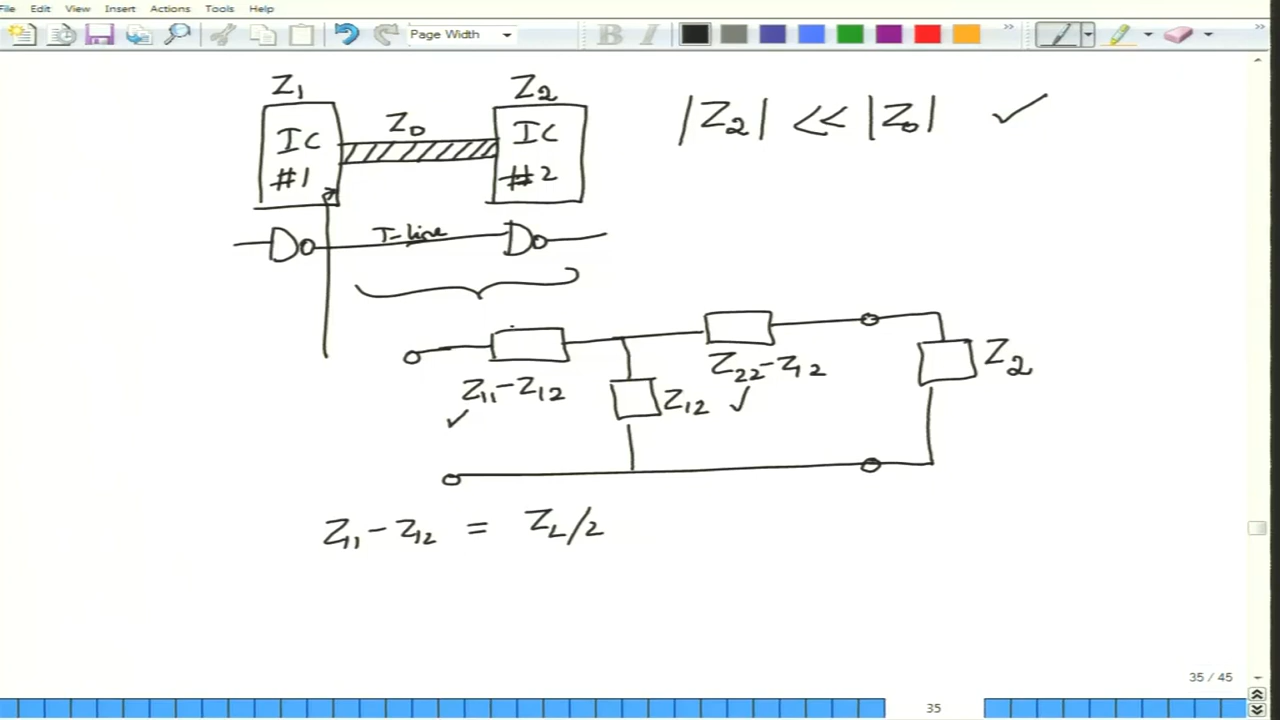 File Edit View Insert Actions Tools Help
Page Width
B I
Z1 Z2
Z0
IC #1
IC #2
|Z2| << |Z0| ✓
T-line
Z11-Z12 ✓
Z12 ✓
Z22-Z12
Z2
Z11-Z12 = ZL/2
35 / 45
35